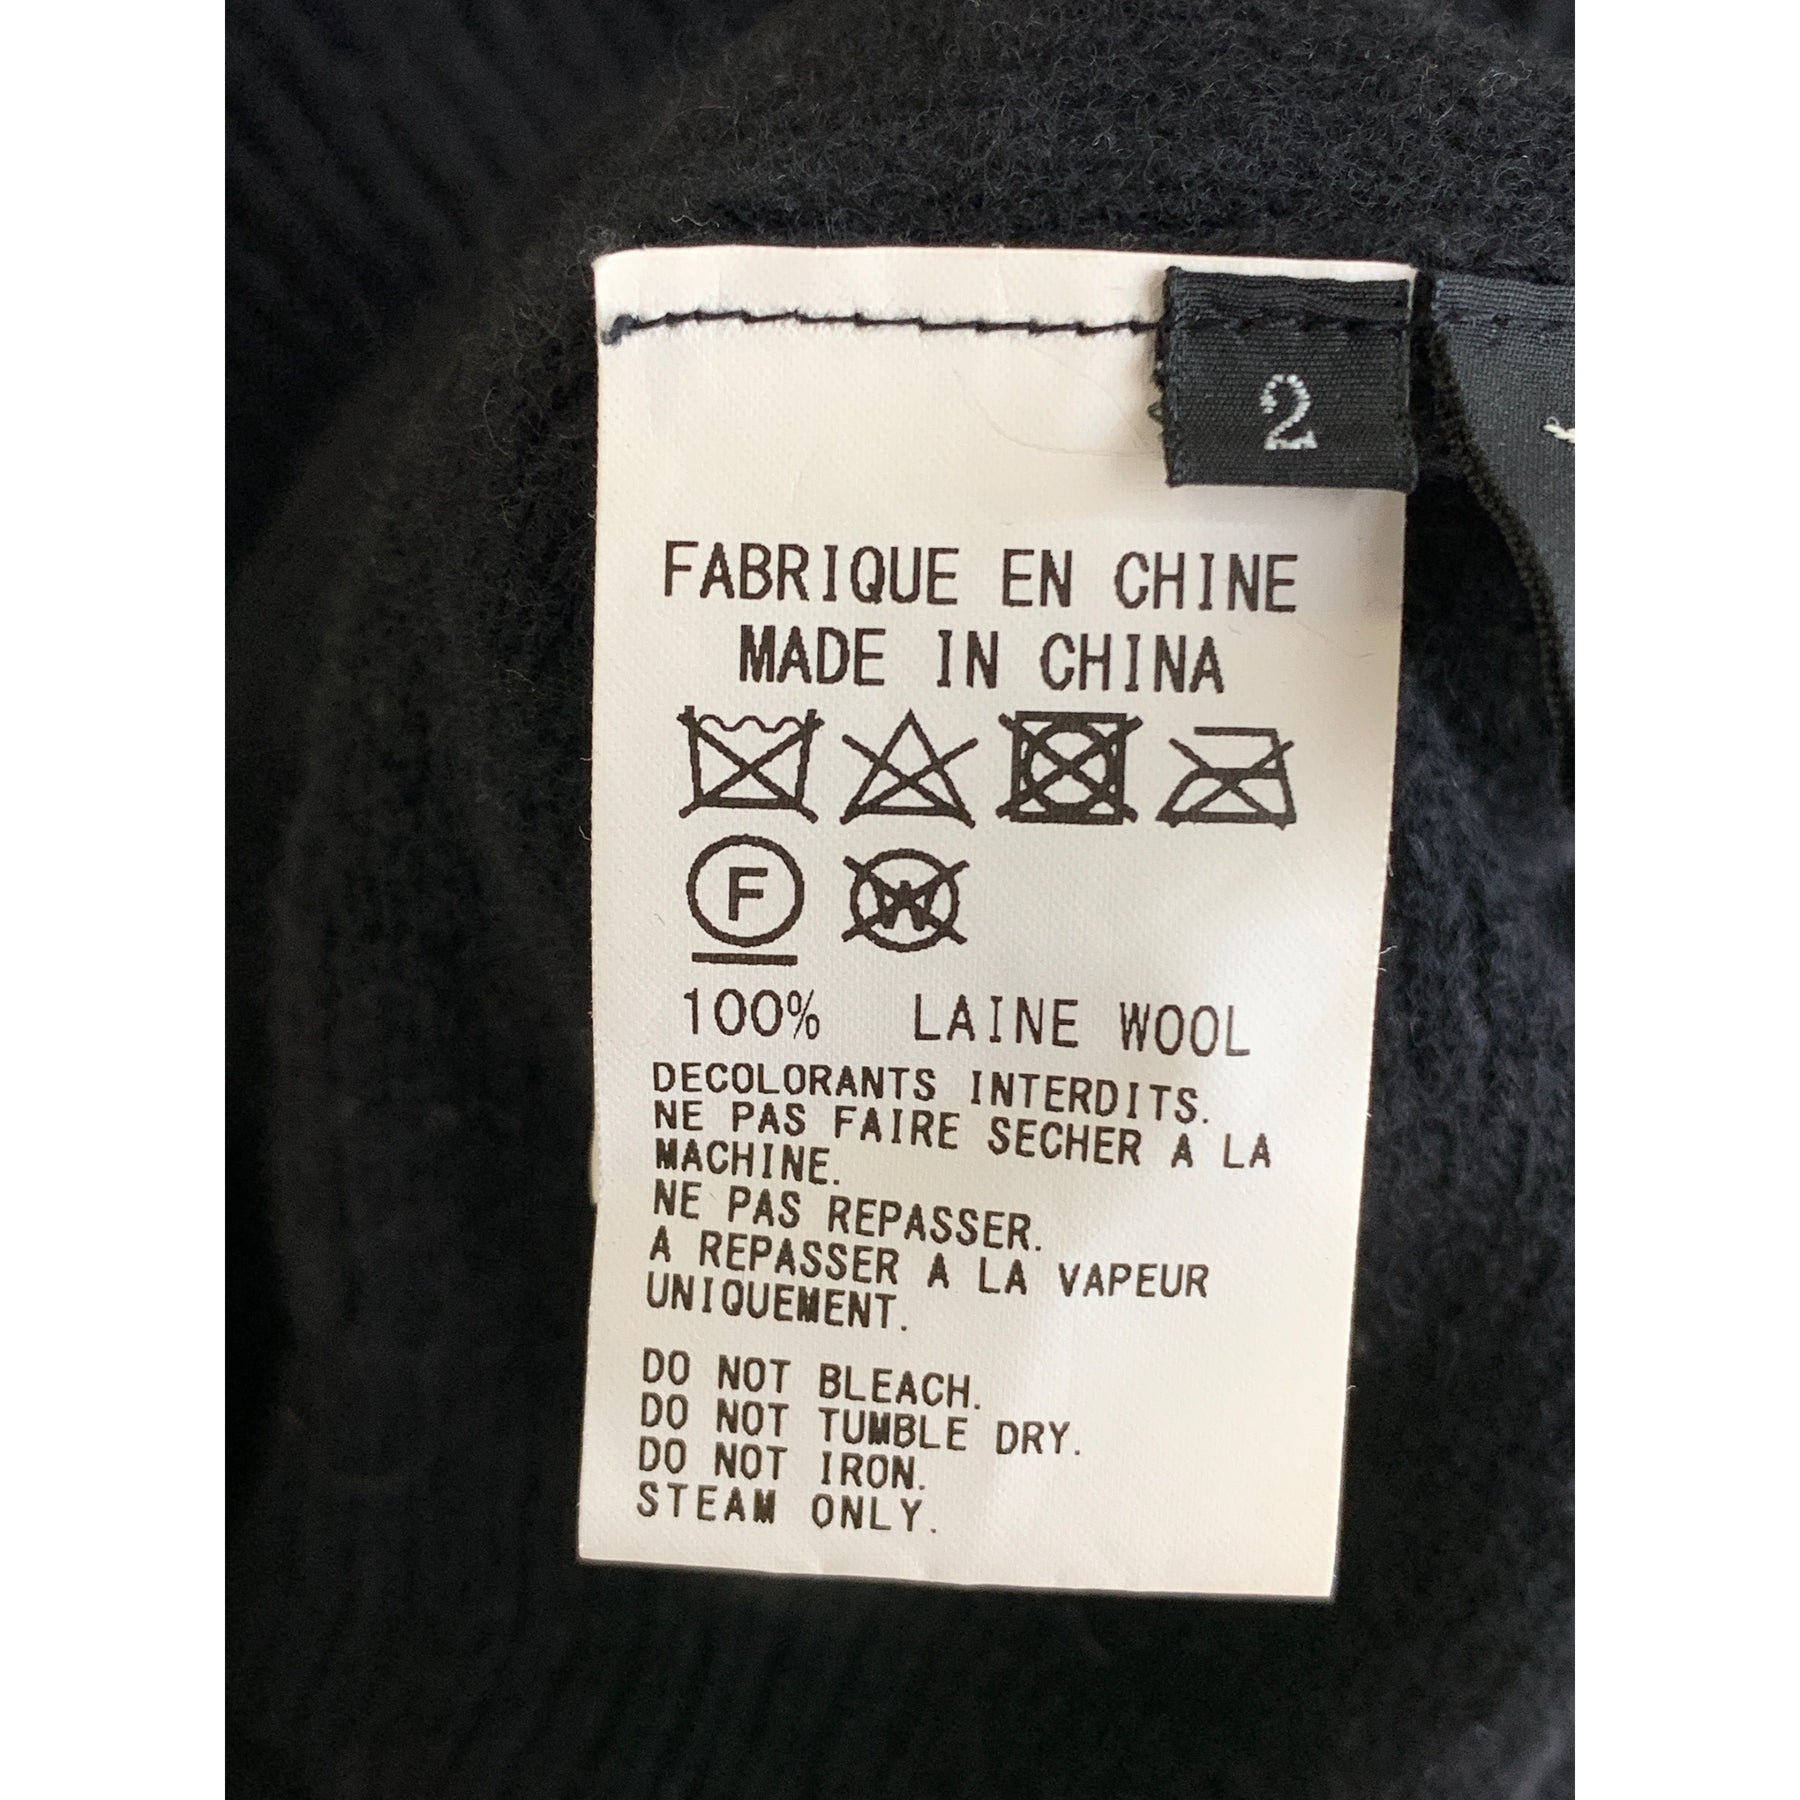 2
FABRIQUE EN CHINE
MADE IN CHINA
F
W
100% LAINE WOOL
DECOLORANTS INTERDITS.
NE PAS FAIRE SECHER A LA
MACHINE.
NE PAS REPASSER.
A REPASSER A LA VAPEUR
UNIQUEMENT.
DO NOT BLEACH.
DO NOT TUMBLE DRY.
DO NOT IRON.
STEAM ONLY.